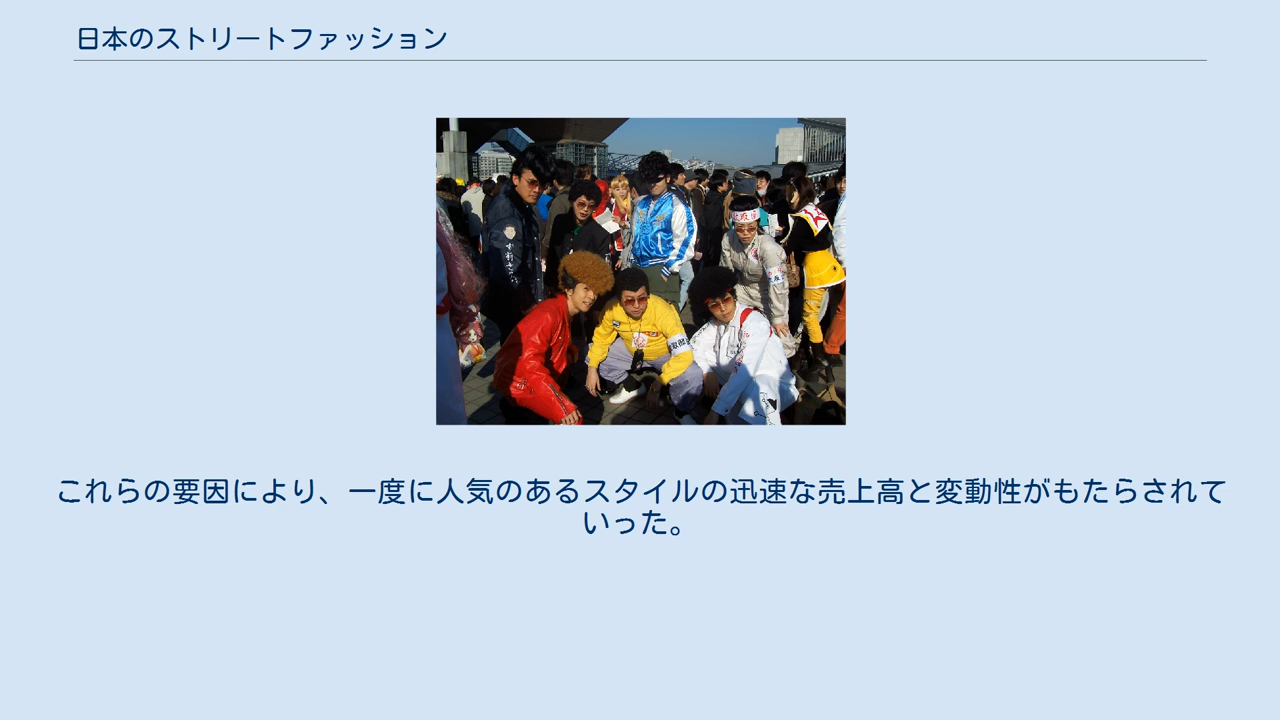 日本のストリートファッション
これらの要因により、一度に人気のあるスタイルの迅速な売上高と変動性がもたらされて
いった。